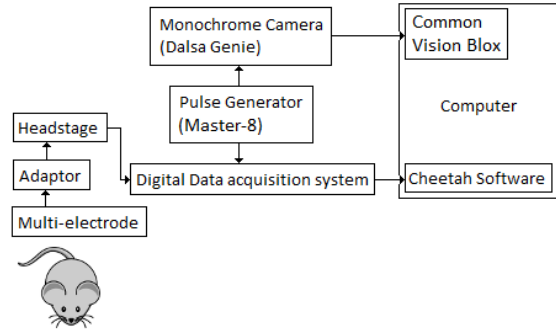 Monochrome Camera
(Dalsa Genie)
Common
Vision Blox
Pulse Generator
(Master-8)
Computer
Headstage
Adaptor
Digital Data acquisition system
Cheetah Software
Multi-electrode